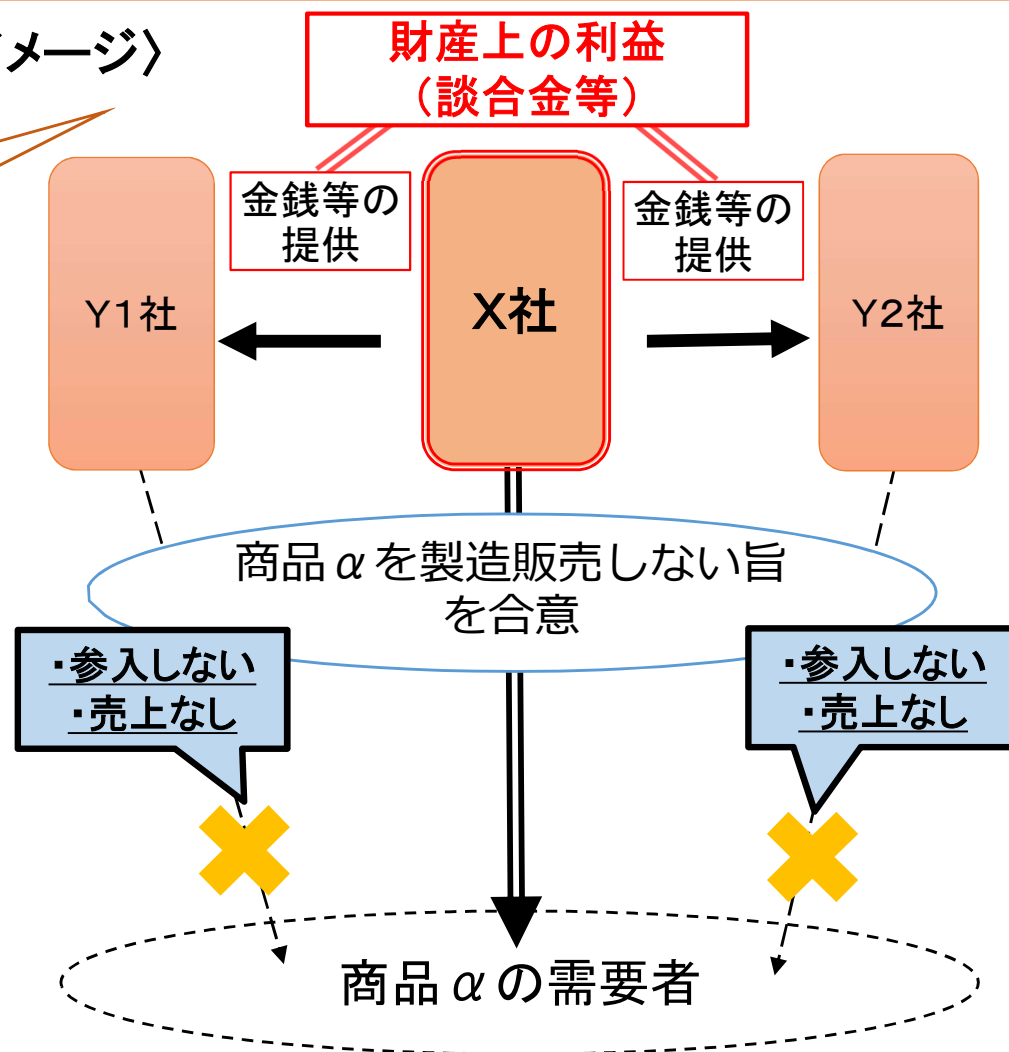 メージ〉
財産上の利益
（談合金等）
金銭等の
提供
金銭等の
提供
Y1社
X社
Y2社
商品αを製造販売しない旨
を合意
・参入しない
・売上なし
・参入しない
・売上なし
商品αの需要者